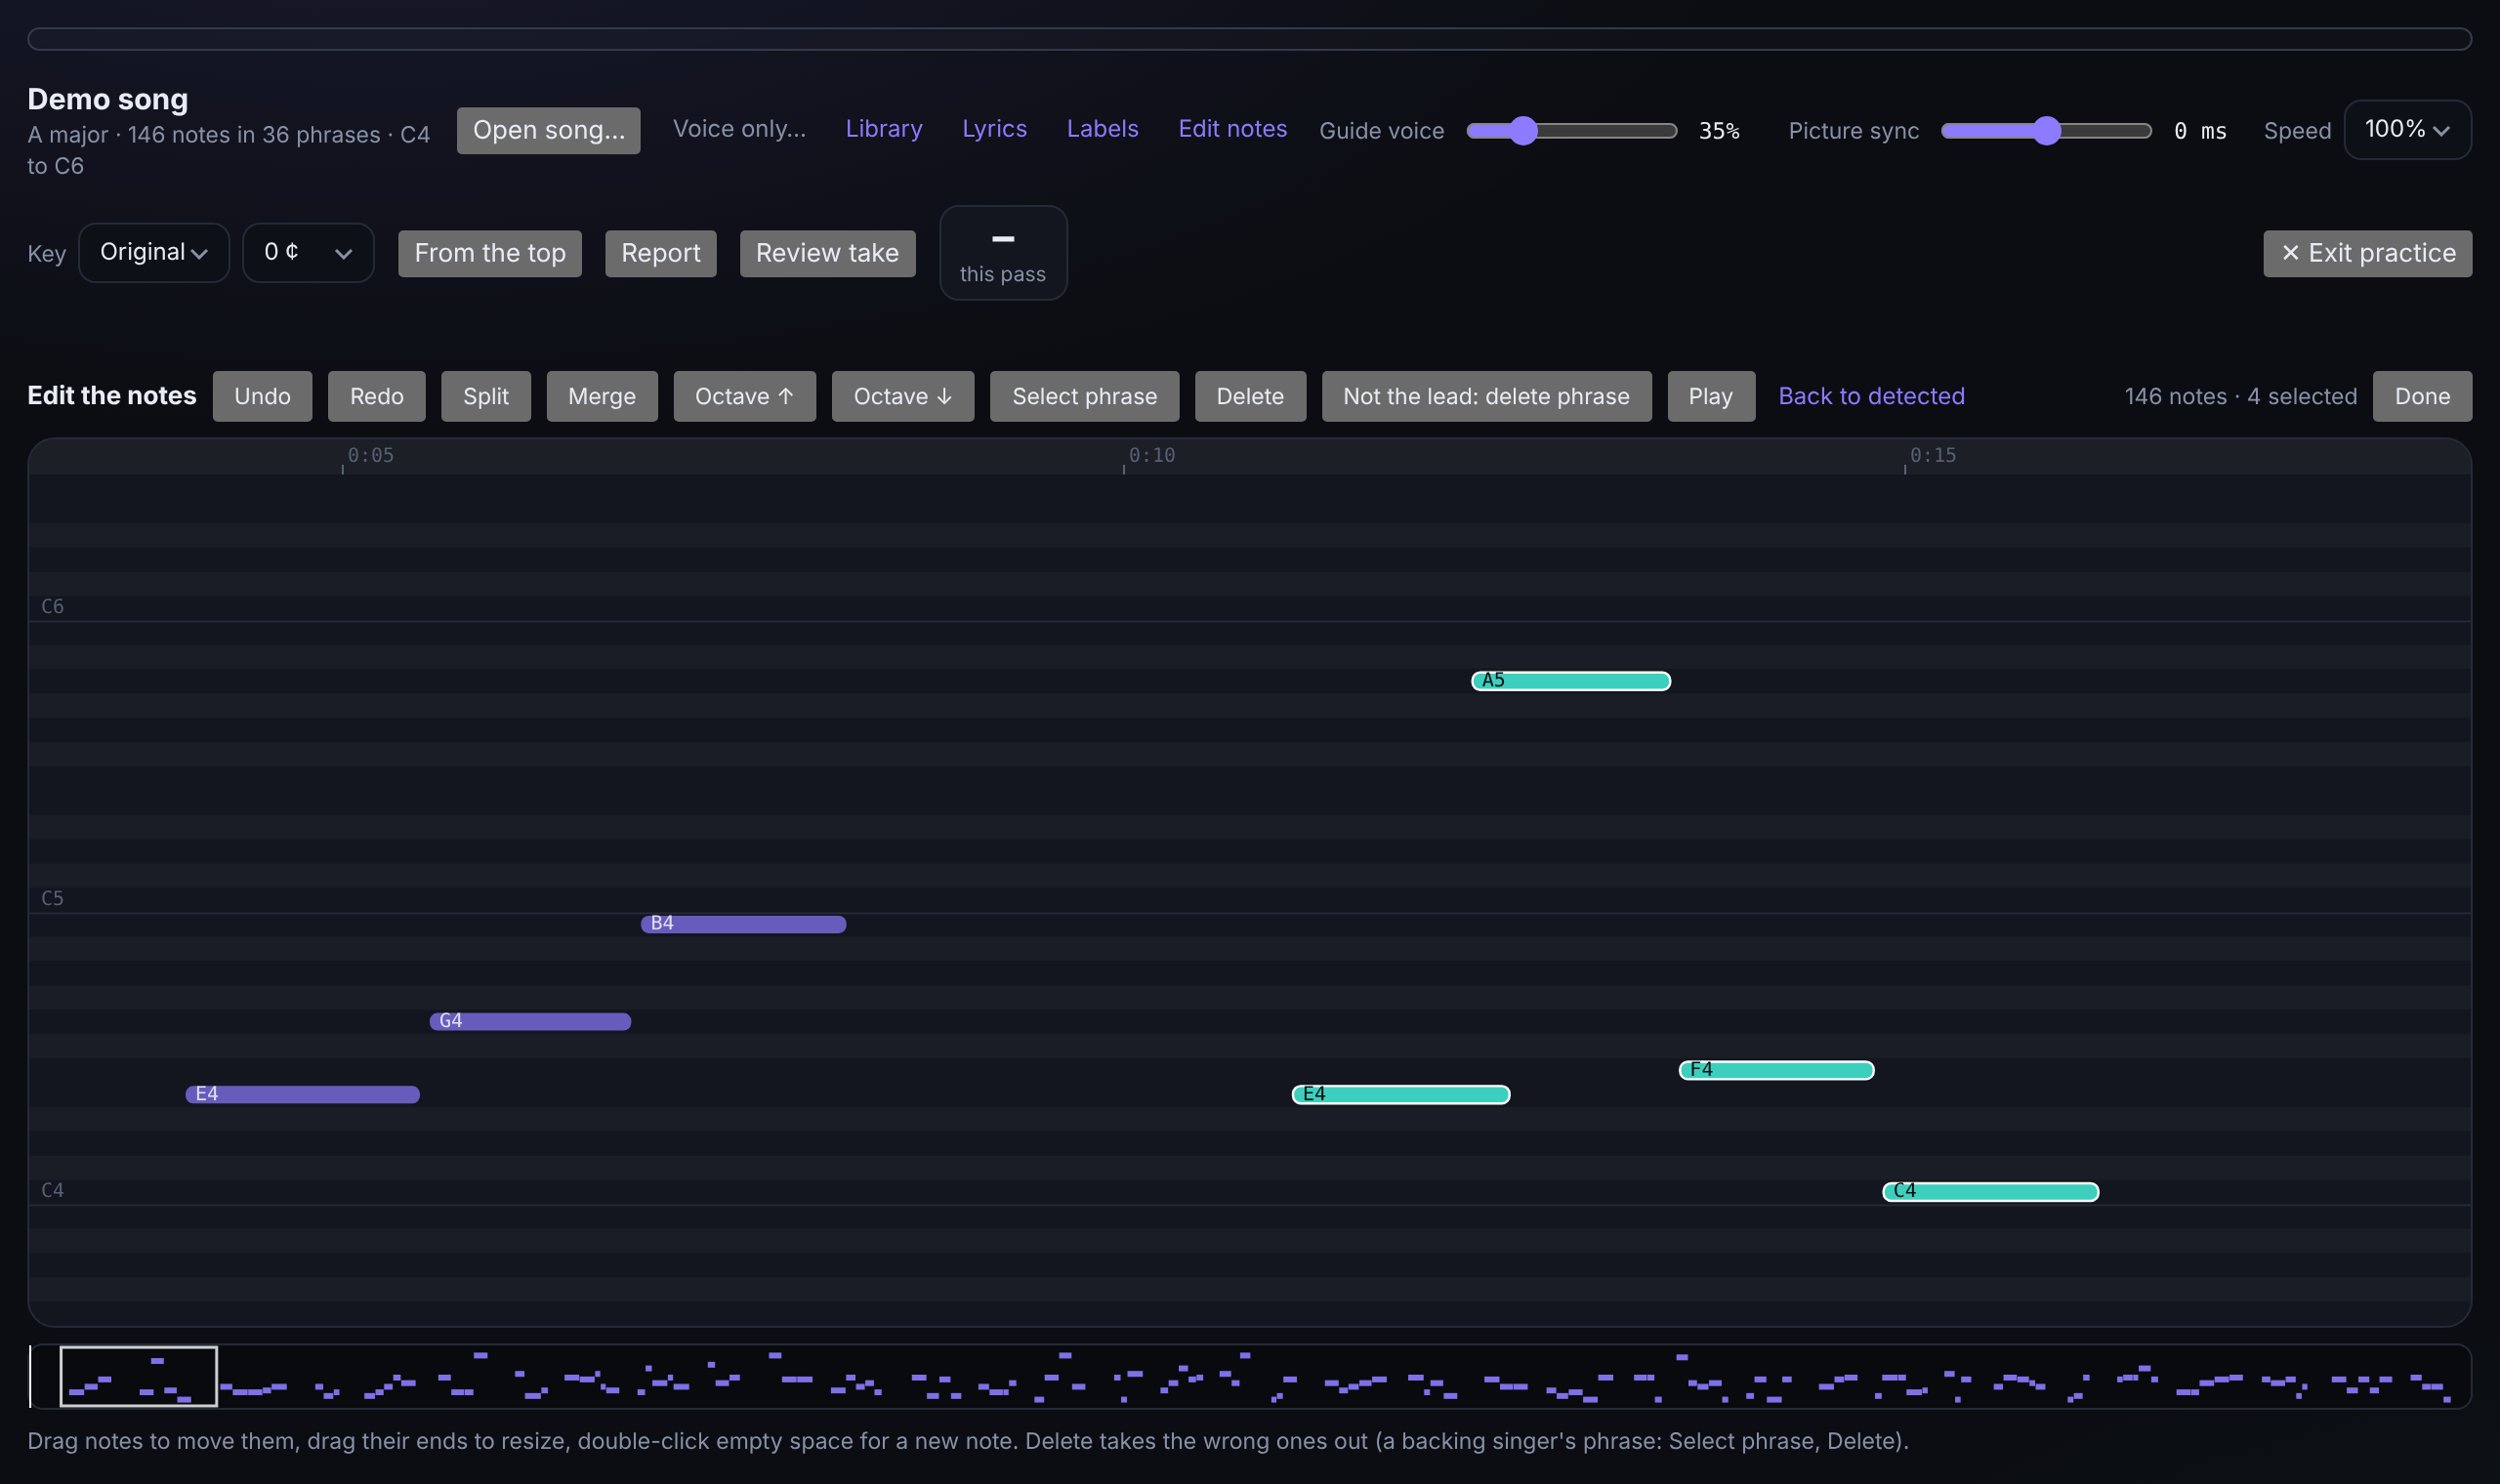 Demo song
A major · 146 notes in 36 phrases · C4
to C6
Open song...
Voice only...
Library
Lyrics
Labels
Edit notes
Guide voice
35%
Picture sync
0 ms
Speed
100%
Key
Original
0 ¢
From the top
Report
Review take
–
this pass
✕ Exit practice
Edit the notes
Undo
Redo
Split
Merge
Octave ↑
Octave ↓
Select phrase
Delete
Not the lead: delete phrase
Play
Back to detected
146 notes · 4 selected
Done
0:05
0:10
0:15
C6
A5
C5
B4
G4
F4
E4
E4
C4
C4
Drag notes to move them, drag their ends to resize, double-click empty space for a new note. Delete takes the wrong ones out (a backing singer's phrase: Select phrase, Delete).